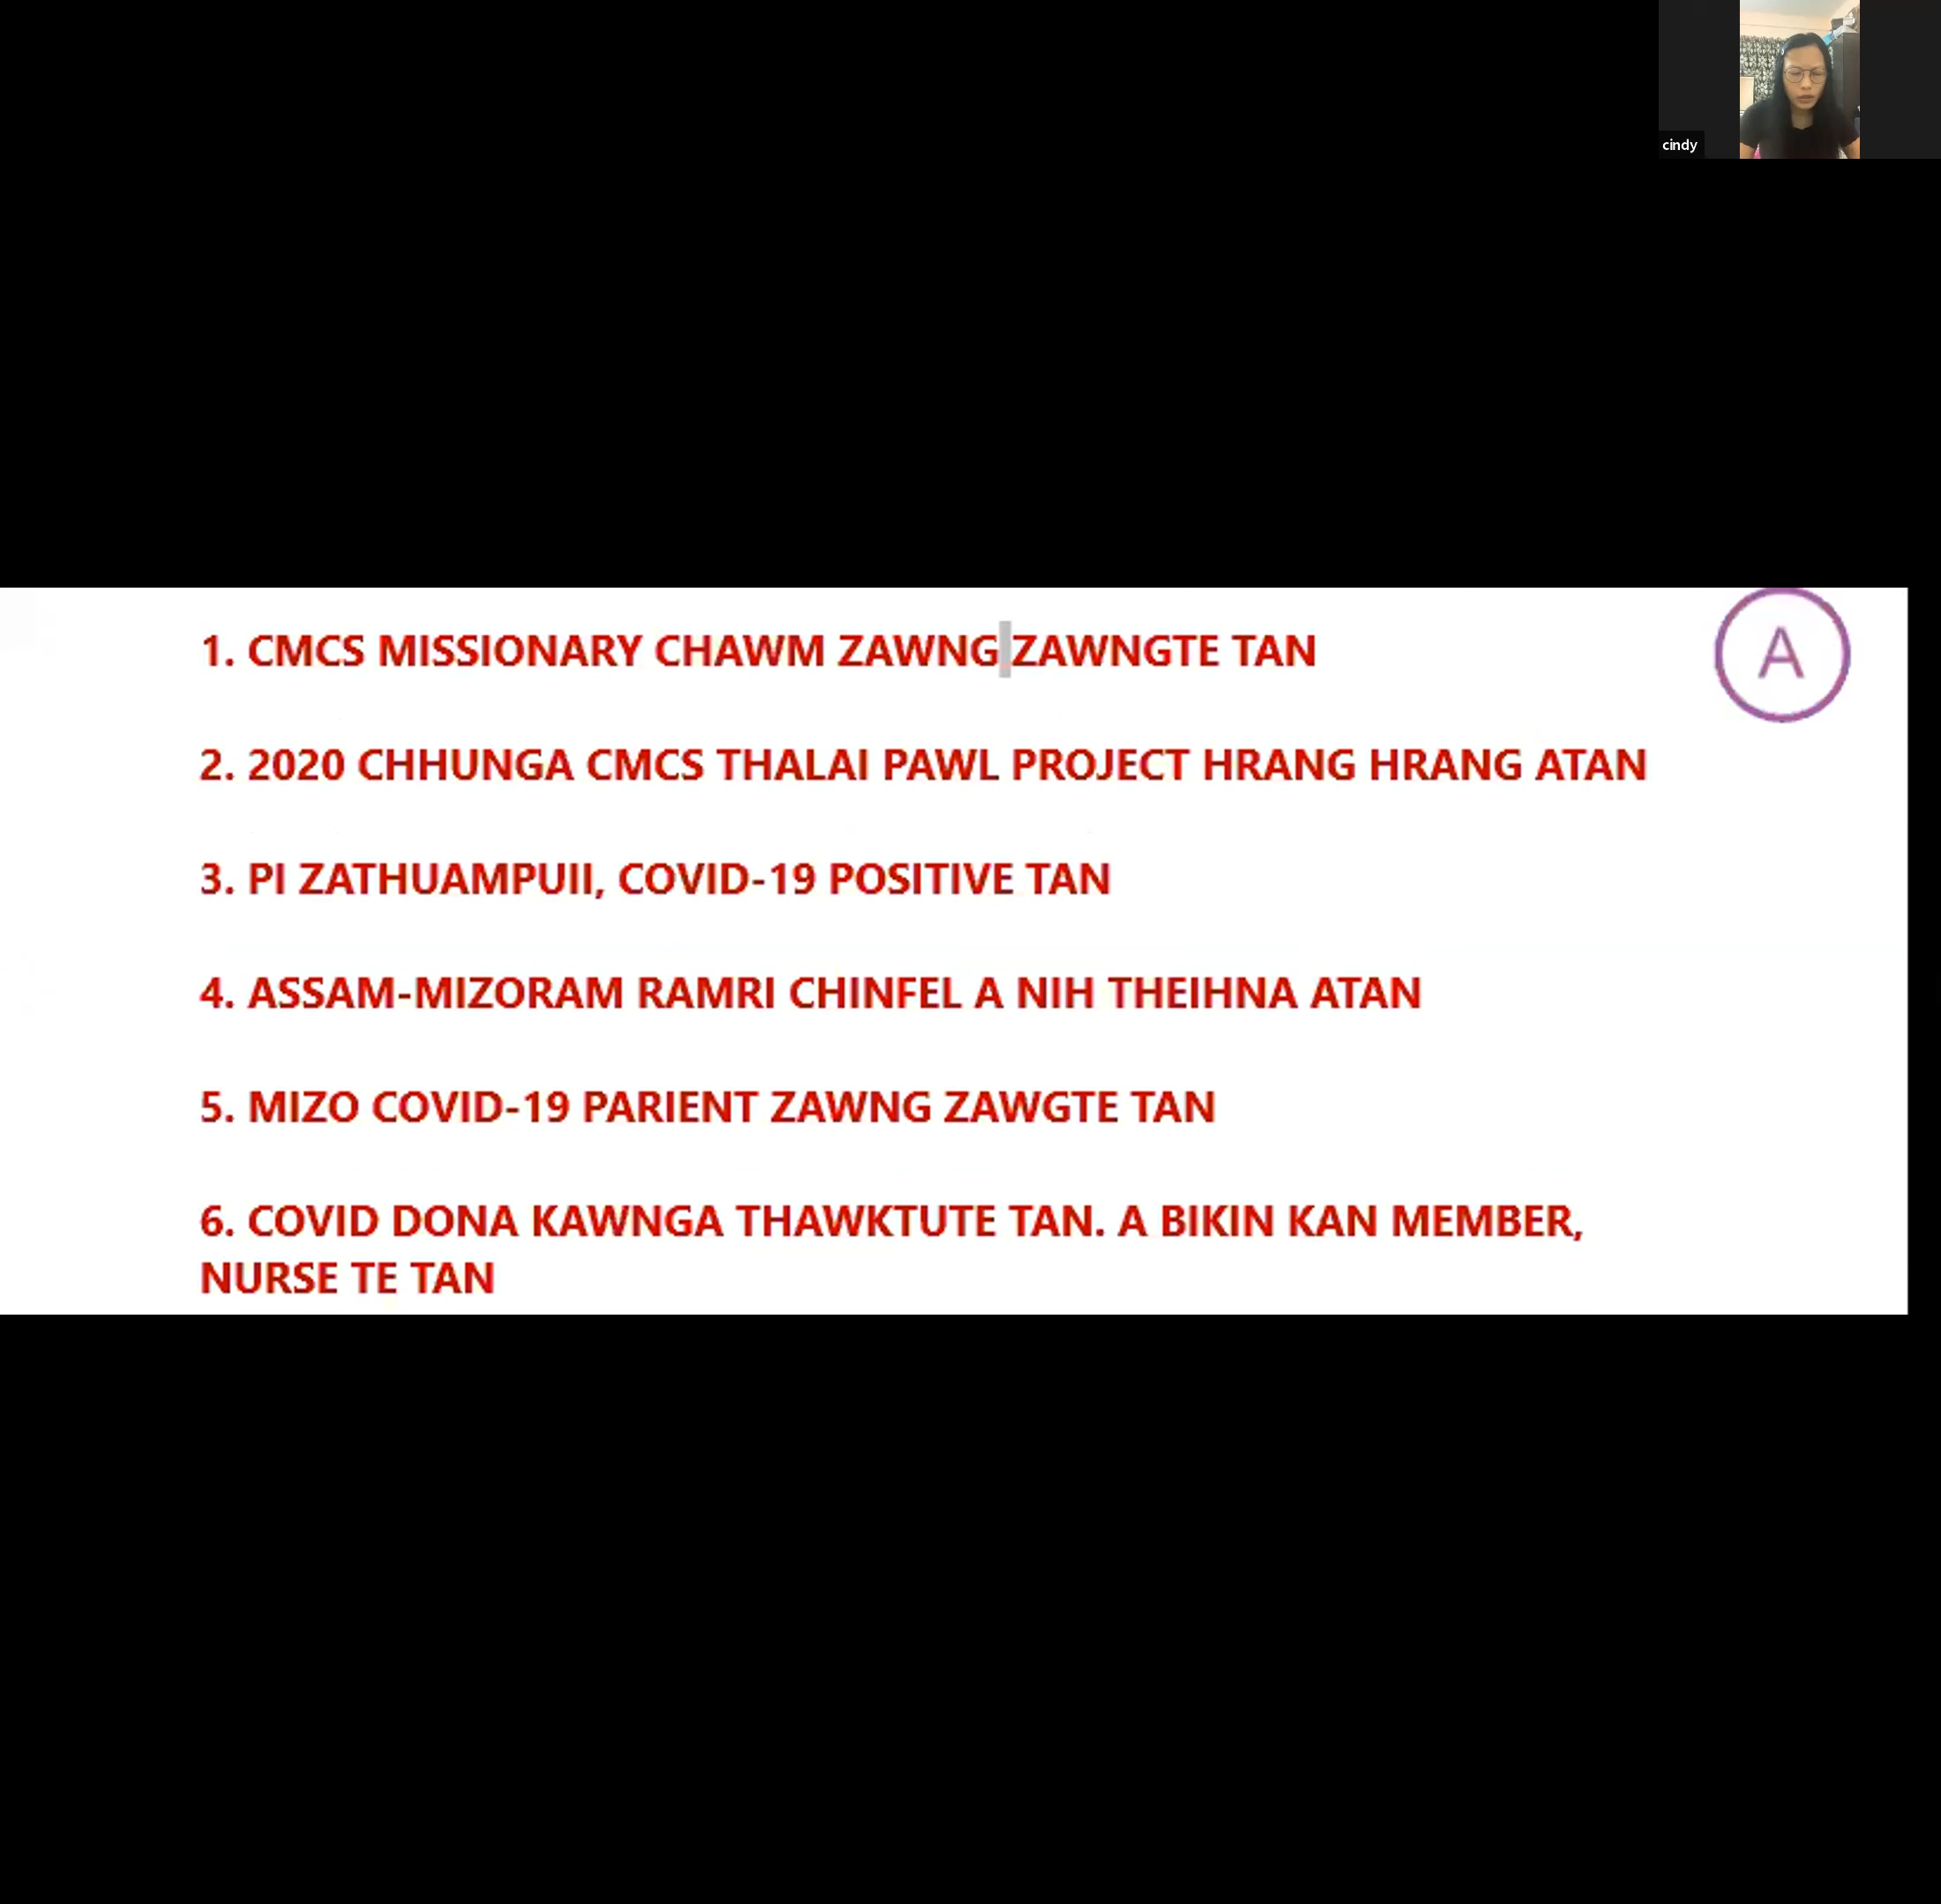 cindy
A
1. CMCS MISSIONARY CHAWM ZAWNG ZAWNGTE TAN
2. 2020 CHHUNGA CMCS THALAI PAWL PROJECT HRANG HRANG ATAN
3. PI ZATHUAMPUII, COVID-19 POSITIVE TAN
4. ASSAM-MIZORAM RAMRI CHINFEL A NIH THEIHNA ATAN
5. MIZO COVID-19 PARIENT ZAWNG ZAWGTE TAN
6. COVID DONA KAWNGA THAWKTUTE TAN. A BIKIN KAN MEMBER,
NURSE TE TAN